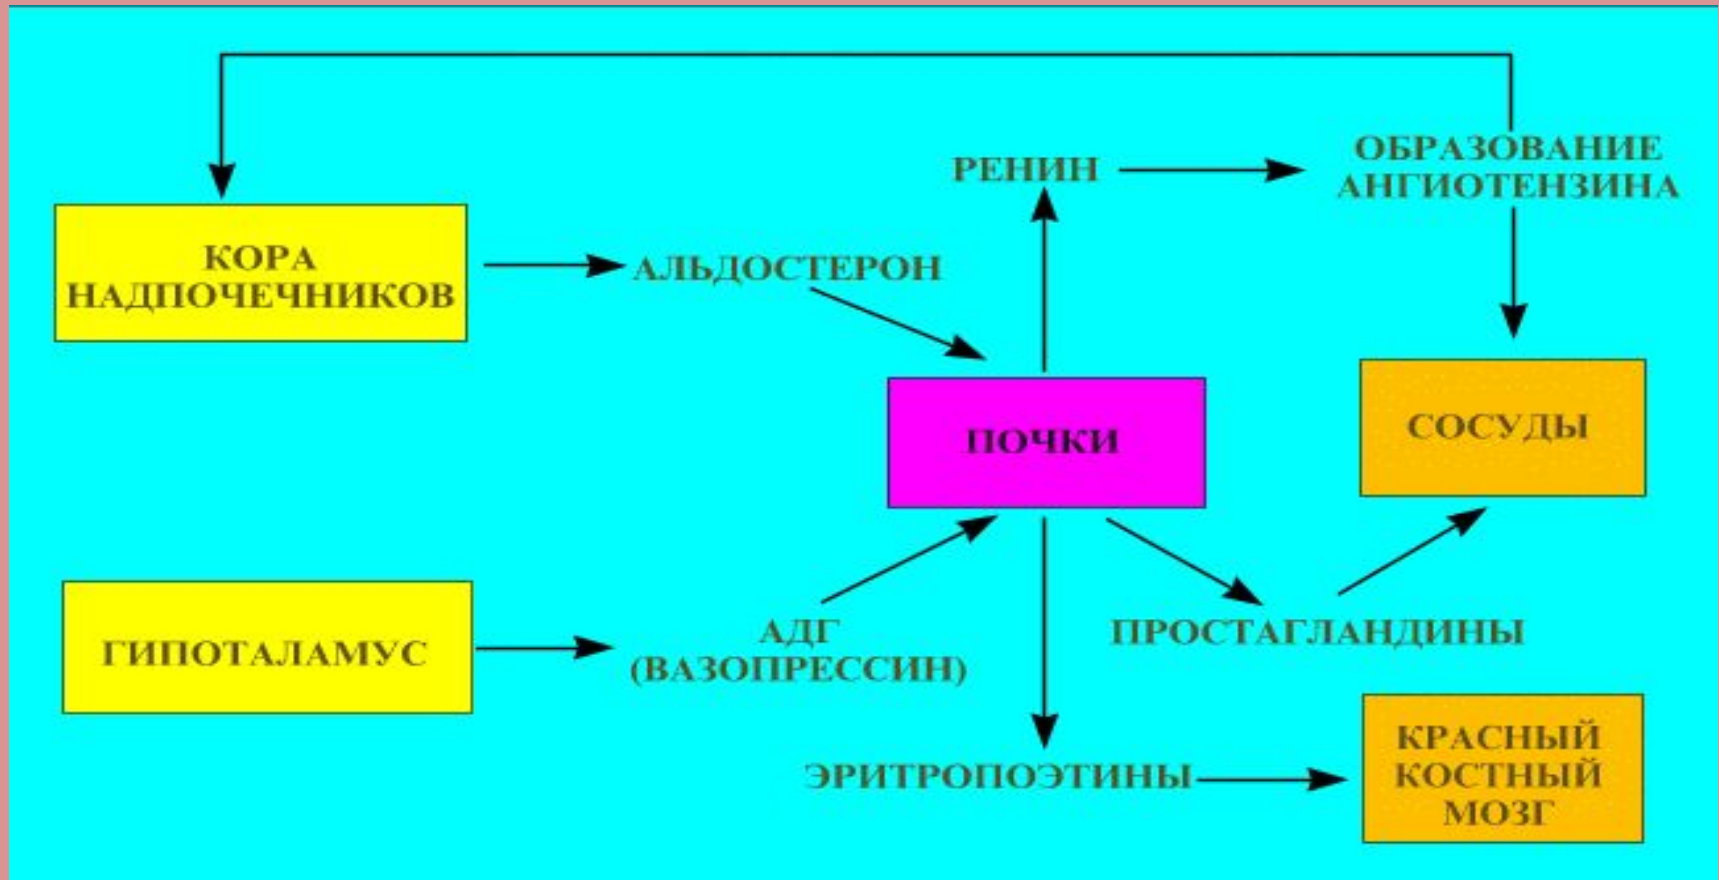 РЕНИН
ОБРАЗОВАНИЕ
АНГИОТЕНЗИНА
КОРА
НАДПОЧЕЧНИКОВ
АЛЬДОСТЕРОН
ПОЧКИ
СОСУДЫ
ГИПОТАЛАМУС
АДГ
(ВАЗОПРЕССИН)
ПРОСТАГЛАНДИНЫ
ЭРИТРОПОЭТИНЫ
КРАСНЫЙ
КОСТНЫЙ
МОЗГ